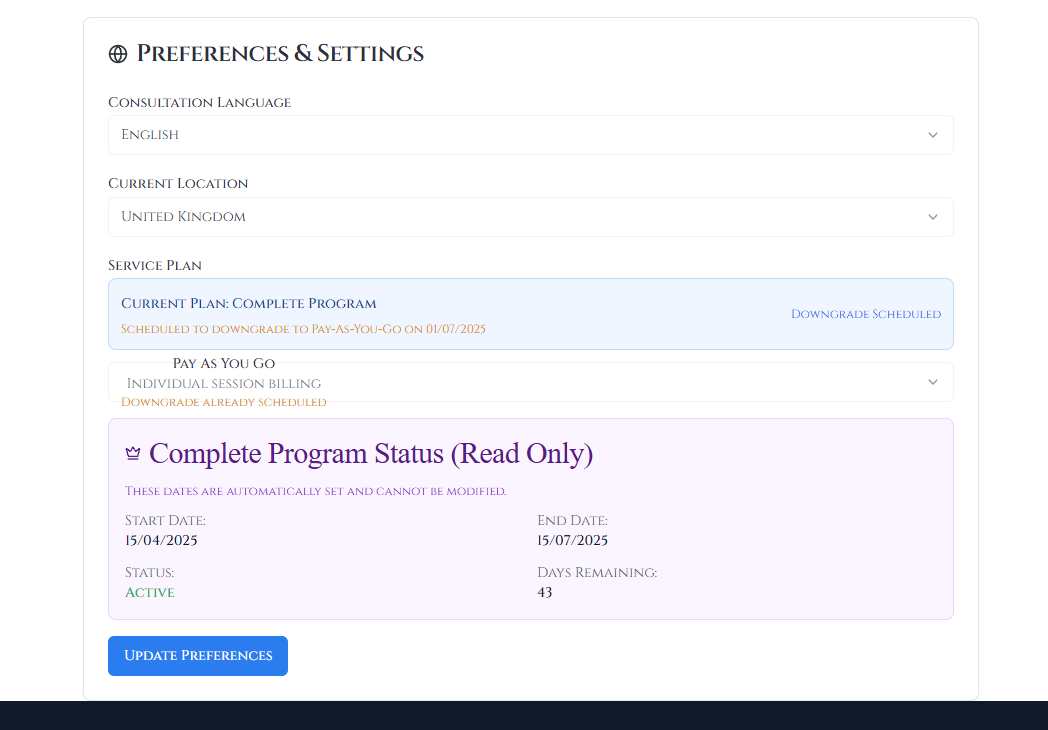 Preferences & Settings
Consultation Language
English
Current Location
United Kingdom
Service Plan
Current Plan: Complete Program
Scheduled to downgrade to Pay-As-You-Go on 01/07/2025
Downgrade Scheduled
Pay As You Go
Individual session billing
Downgrade already scheduled
Complete Program Status (Read Only)
These dates are automatically set and cannot be modified.
Start Date:
15/04/2025
End Date:
15/07/2025
Status:
Active
Days Remaining:
43
Update Preferences